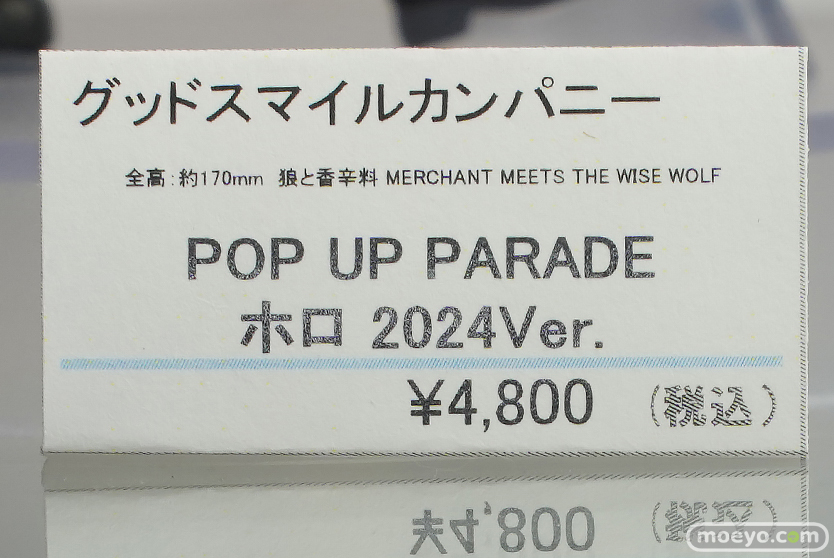 グッドスマイルカンパニー
全高:約170mm 狼と香辛料 MERCHANT MEETS THE WISE WOLF
POP UP PARADE
ホロ 2024Ver.
¥4,800 (税込)
moeyo.com